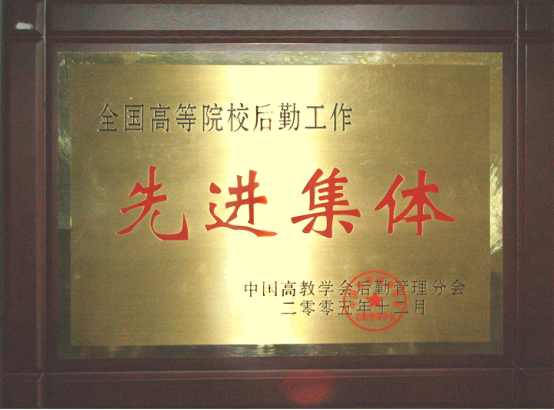 全国高等院校后勤工作
先进集体
中国高教学会后勤管理分会
二零零五年十二月